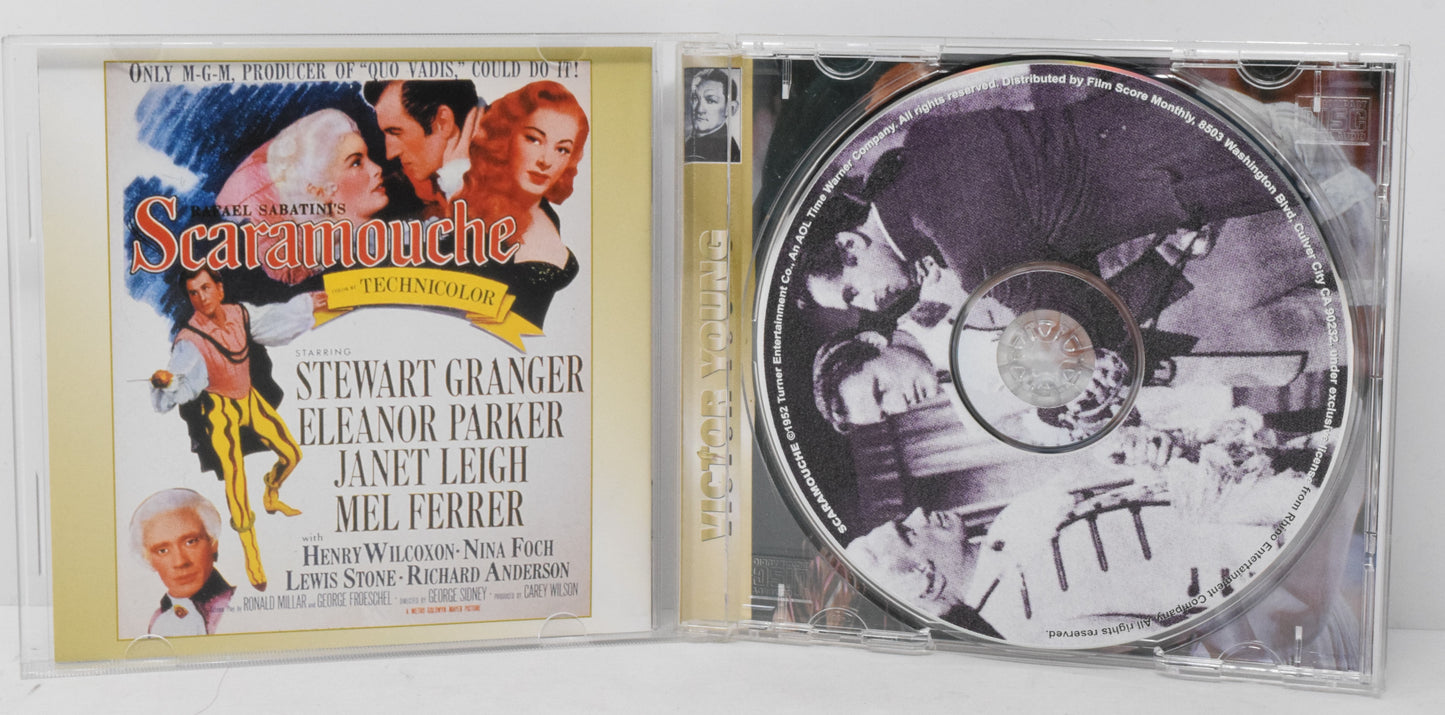 ONLY M-G-M, PRODUCER OF "QUO VADIS," COULD DO IT!
RAFAEL SABATINI'S
Scaramouche
COLOR BY TECHNICOLOR
STARRING
STEWART GRANGER
ELEANOR PARKER
JANET LEIGH
MEL FERRER
with
HENRY WILCOXON · NINA FOCH
LEWIS STONE · RICHARD ANDERSON
RONALD MILLAR and GEORGE FROESCHEL DIRECTED BY GEORGE SIDNEY PRODUCED BY CAREY WILSON
A METRO-GOLDWYN-MAYER PICTURE
VICTOR YOUNG
SCARAMOUCHE ©1952 Turner Entertainment Co., An AOL Time Warner Company. All rights reserved. Distributed by Film Score Monthly, 8503 Washington Blvd, Culver City CA 90232, under exclusive license from Rhino Entertainment Company. All rights reserved.